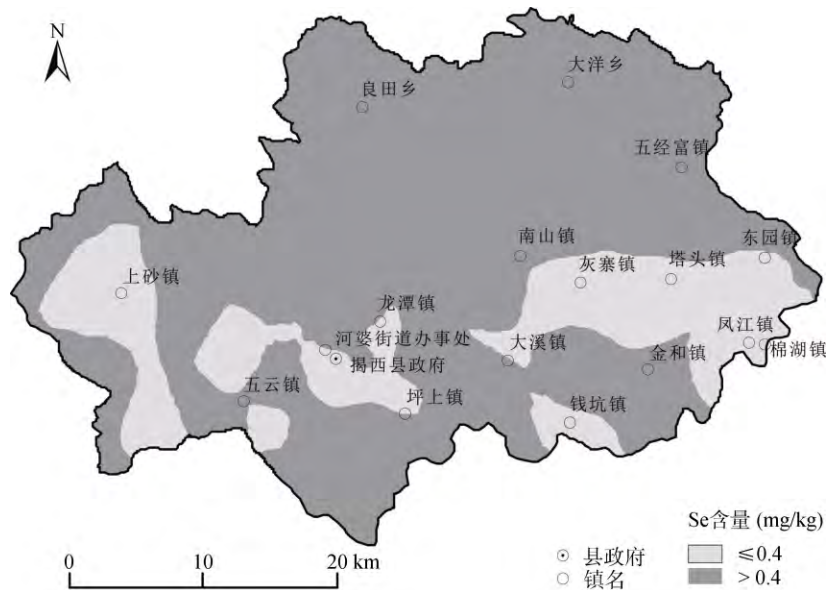 N
大洋乡
良田乡
五经富镇
南山镇
东园镇
灰寨镇
塔头镇
上砂镇
龙潭镇
凤江镇
河婆街道办事处
大溪镇
棉湖镇
揭西县政府
金和镇
五云镇
坪上镇
钱坑镇
Se含量 (mg/kg)
县政府
≤0.4
镇名
>0.4
0 10 20 km